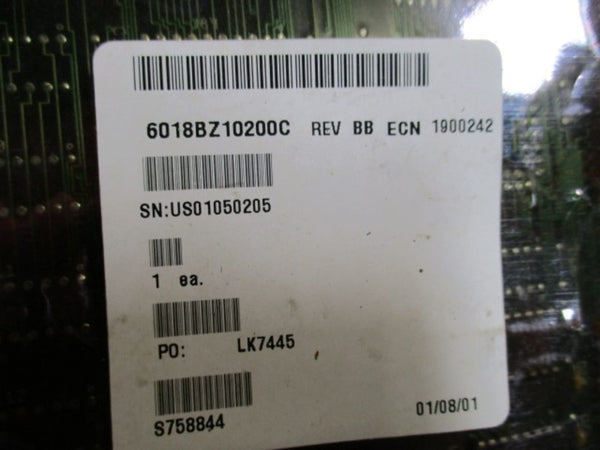 6018BZ10200C REV BB ECN 1900242
SN:US01050205
1 ea.
PO: LK7445
S758844
01/08/01